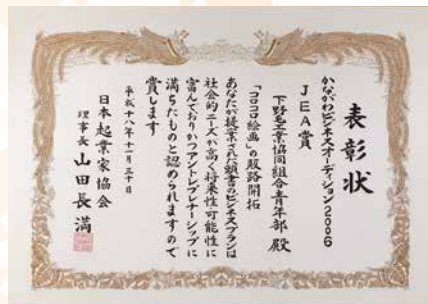 表彰状
かながわビジネスオーディション2006
JEA賞
下野毛工業協同組合青年部 殿
「コロコロ絵画」の販路開拓
あなたが提案された頭書のビジネスプランは
社会的ニーズが高く将来性・可能性に
富んでおりかつアントレプレナーシップに
満ちたものと認められますので
賞します
平成十八年十一月三十日
日本起業家協会
理事長 山田長満